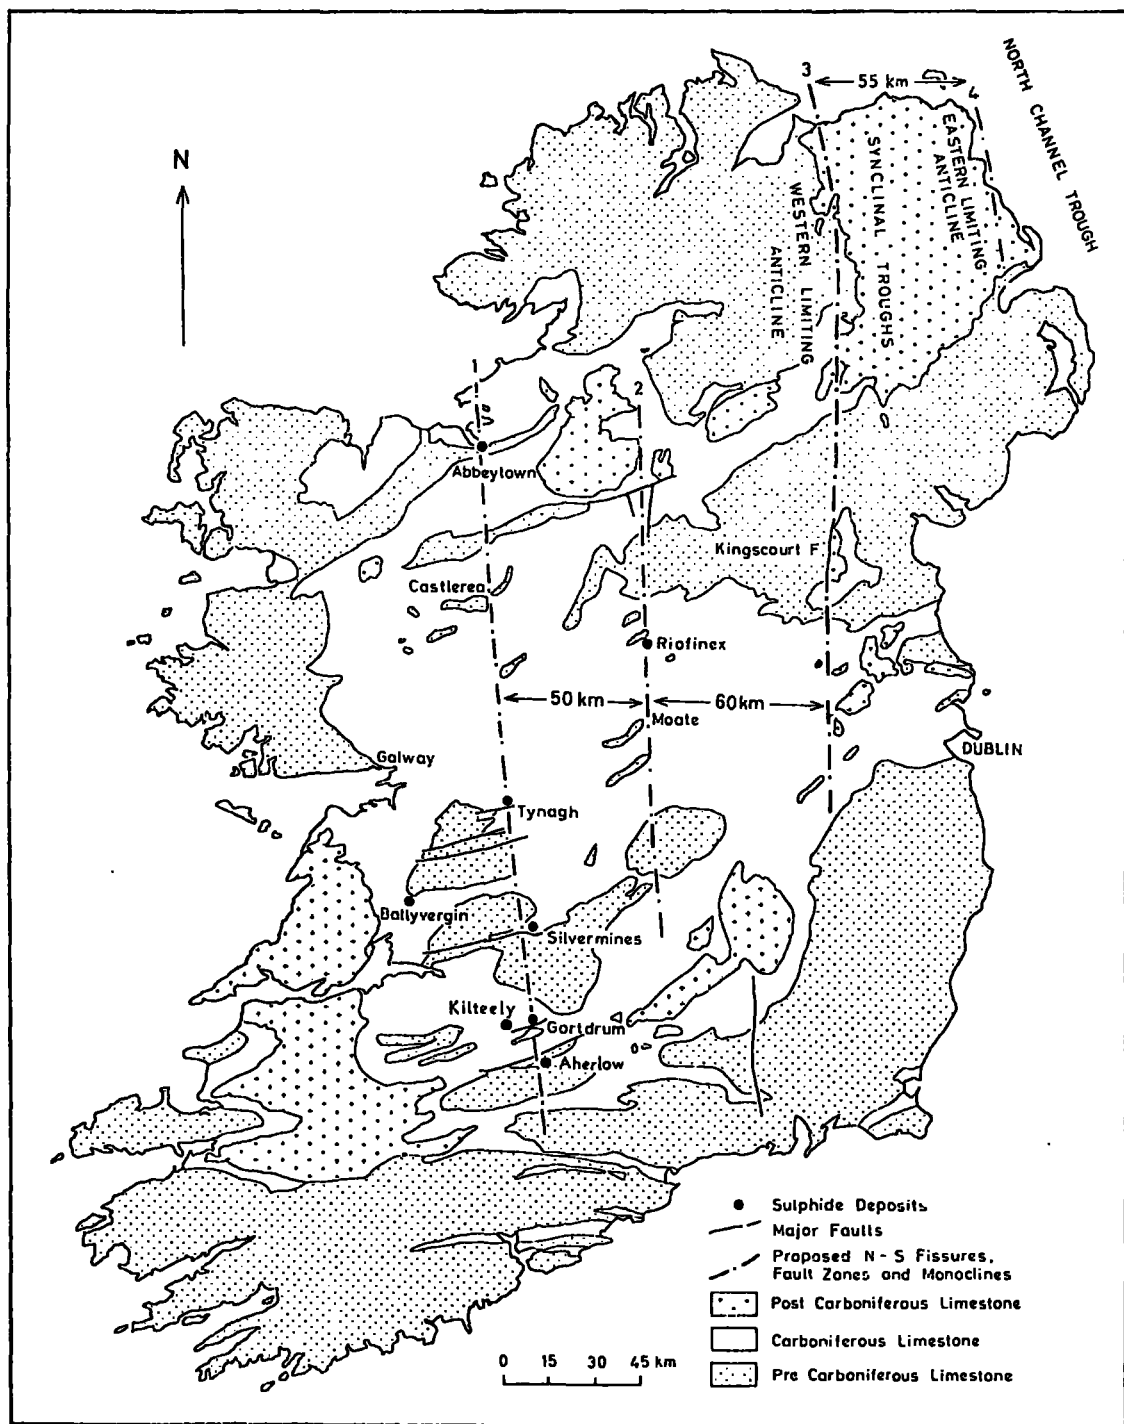 3
55 km
4
NORTH CHANNEL TROUGH
N
EASTERN LIMITING
ANTICLINE
SYNCLINAL TROUGHS
WESTERN LIMITING
ANTICLINE
1
2
Abbeytown
Kingscourt F
Castlerea
Riofinex
50 km
60 km
Moate
DUBLIN
Galway
Tynagh
Ballyvergin
Silvermines
Kilteely
Gortdrum
Aherlow
Sulphide Deposits
Major Faults
Proposed N - S Fissures,
Fault Zones and Monoclines
Post Carboniferous Limestone
Carboniferous Limestone
Pre Carboniferous Limestone
0 15 30 45 km